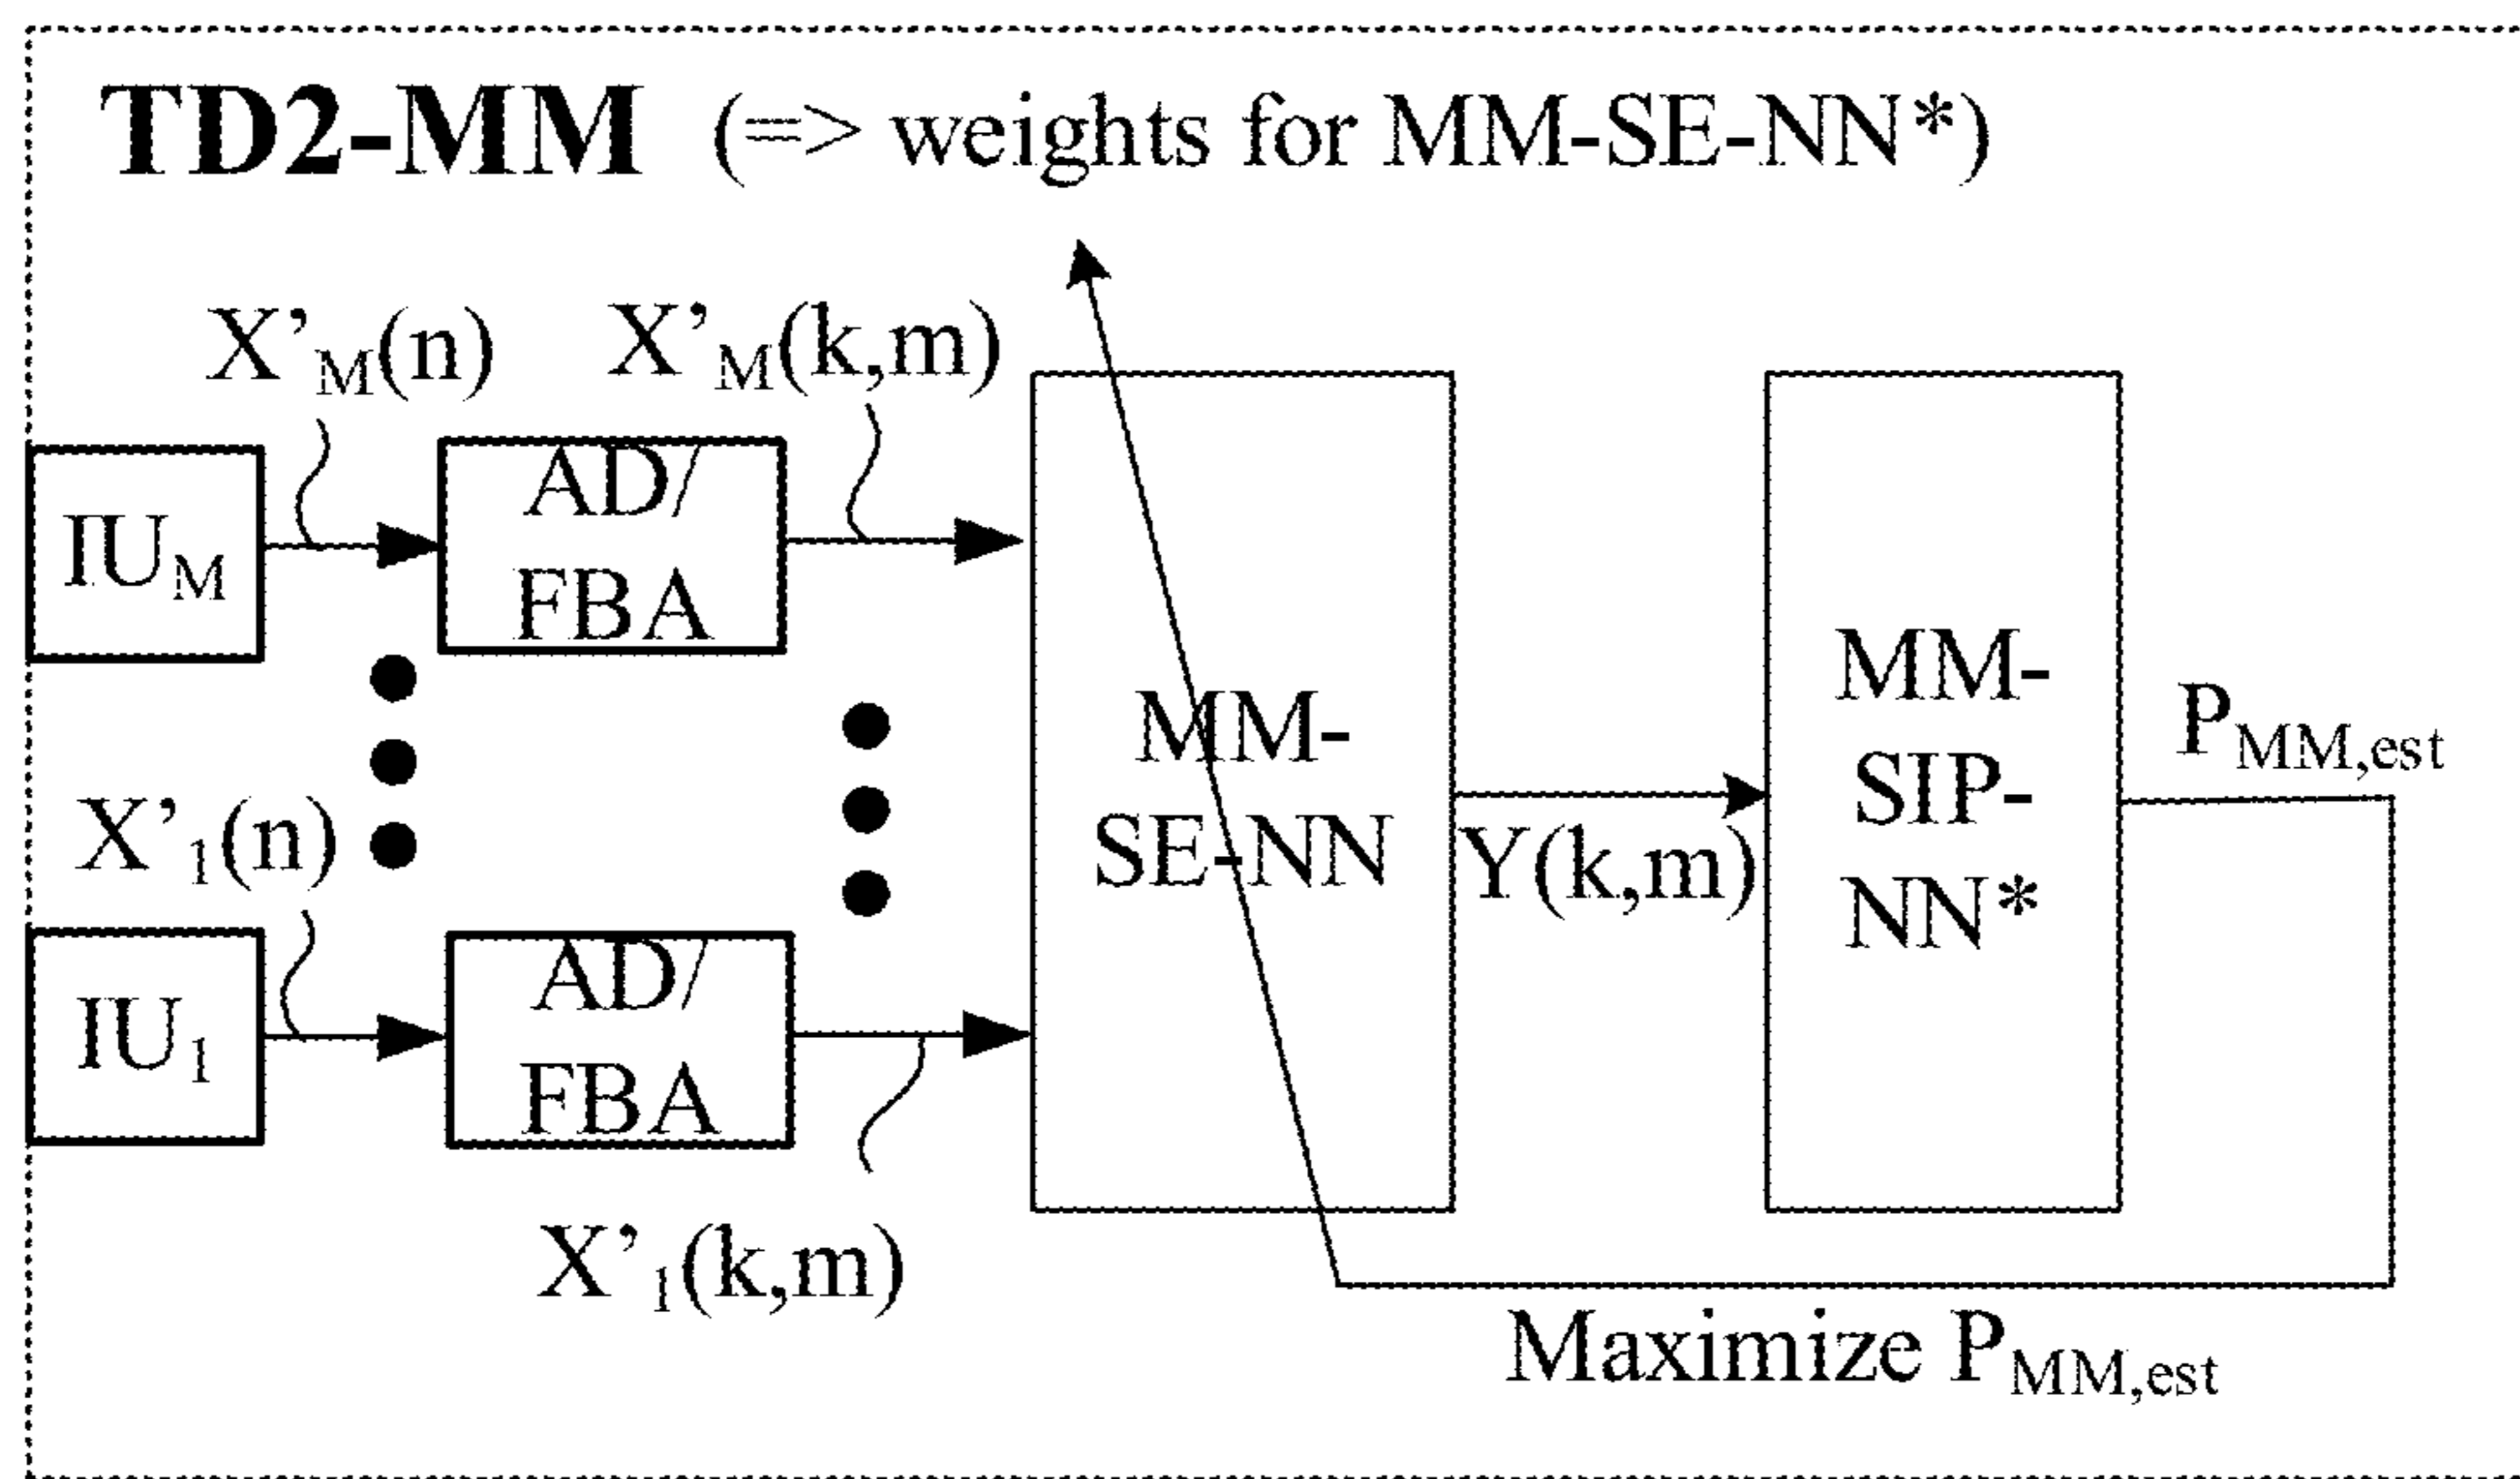 TD2-MM (=> weights for MM-SE-NN*)
X’M(n)
X’M(k,m)
IUM
AD/
FBA
X’1(n)
IU1
AD/
FBA
X’1(k,m)
MM-
SE-NN
Y(k,m)
MM-
SIP-
NN*
PMM,est
Maximize PMM,est